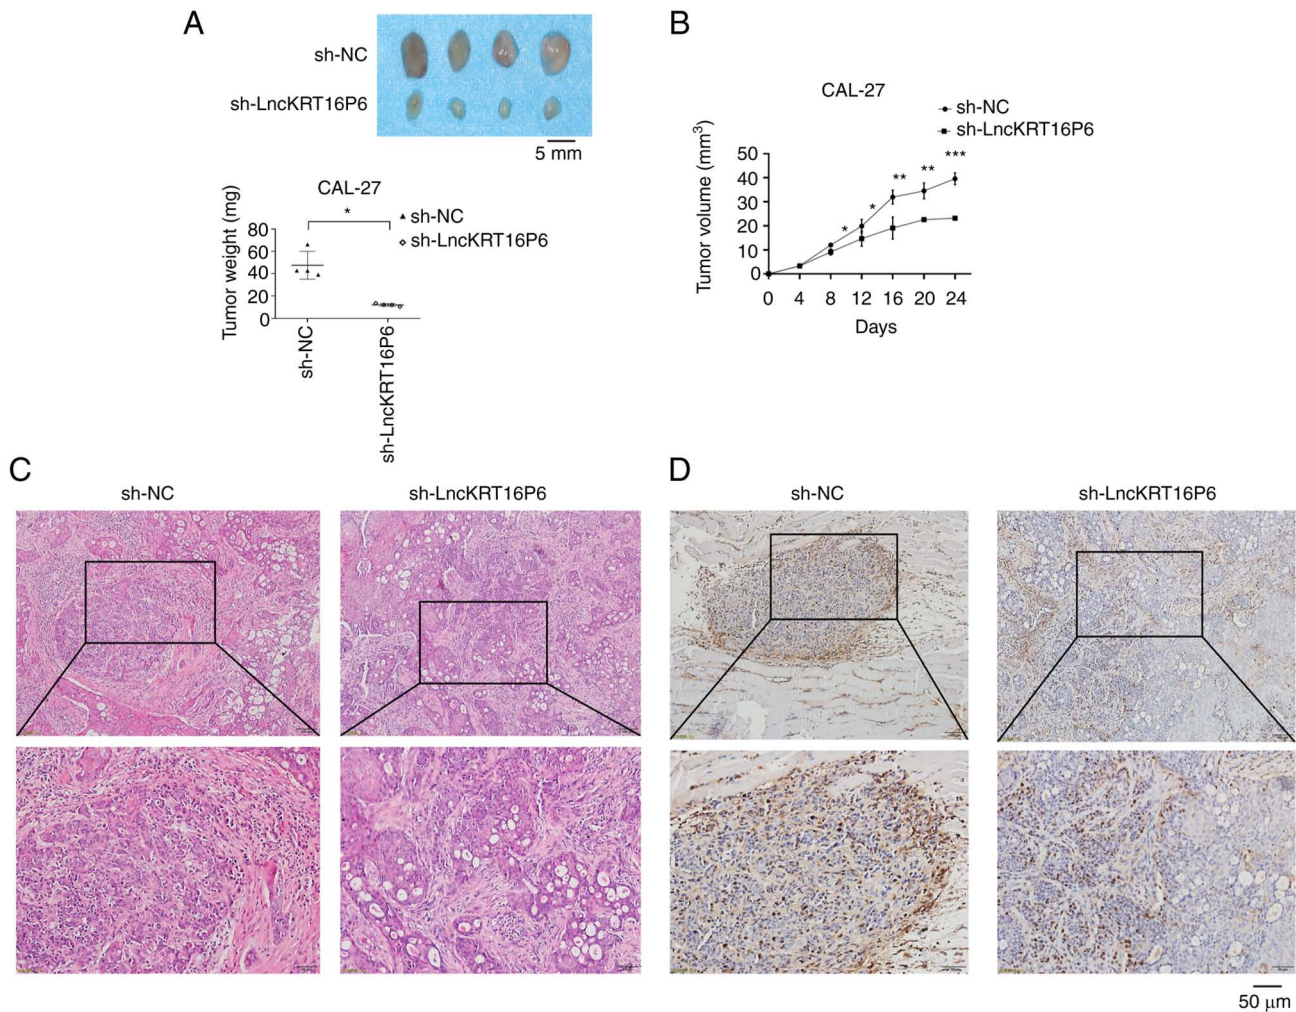 A
sh-NC
sh-LncKRT16P6
5 mm
CAL-27
*
sh-NC
sh-LncKRT16P6
Tumor weight (mg)
80
60
40
20
0
sh-NC
sh-LncKRT16P6
B
CAL-27
sh-NC
sh-LncKRT16P6
Tumor volume (mm³)
50
40
30
20
10
0
* * ** ** ***
0 4 8 12 16 20 24
Days
C
sh-NC sh-LncKRT16P6
D
sh-NC sh-LncKRT16P6
50 µm